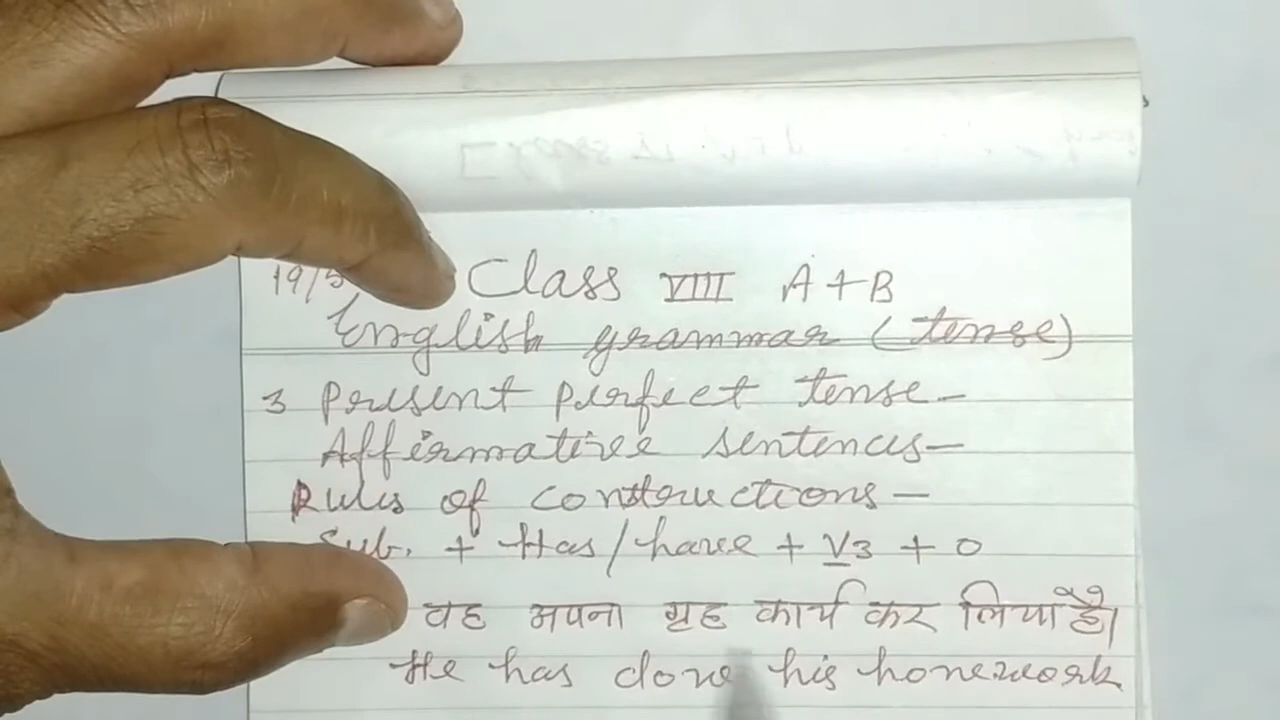 19/5 Class VIII A+B
English grammar (tense)
3 Present perfect tense-
Affirmative sentences-
Rules of constructions-
Sub. + Has/have + V3 + O
वह अपना ग्रह कार्य कर लिया है।
He has done his homework